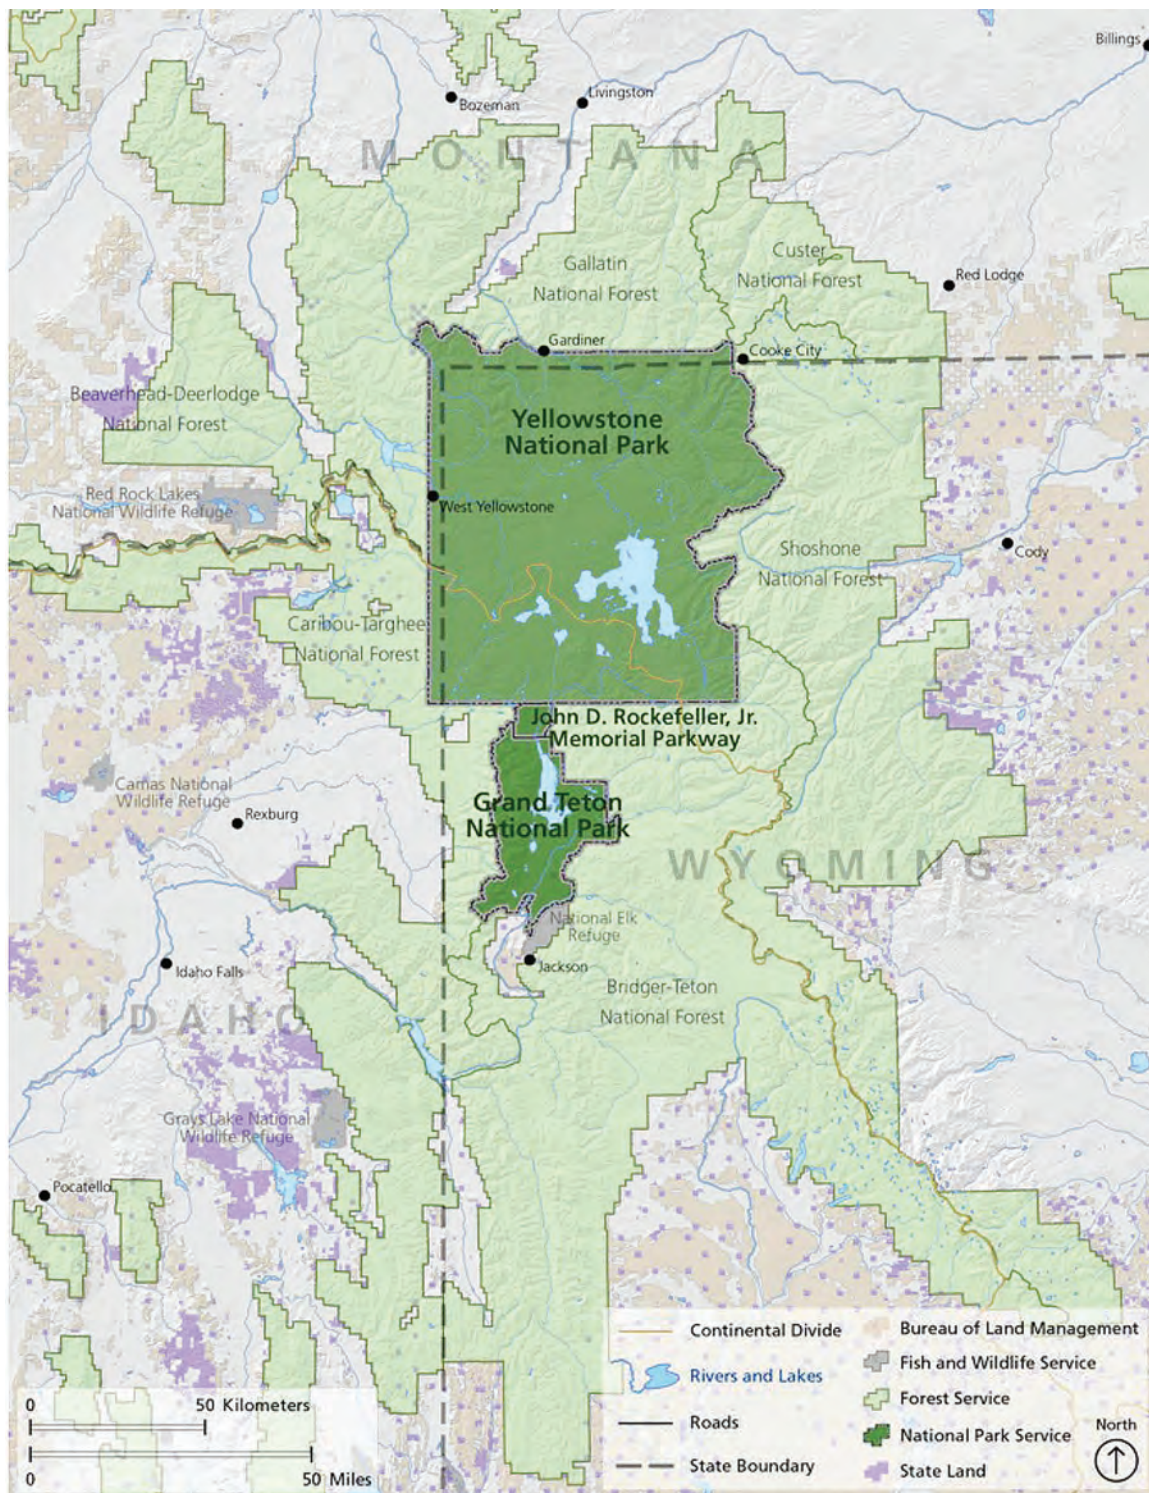 Billings
Bozeman
Livingston
MONTANA
Gallatin
National Forest
Custer
National Forest
Red Lodge
Gardiner
Cooke City
Beaverhead-Deerlodge
National Forest
Yellowstone
National Park
Red Rock Lakes
National Wildlife Refuge
West Yellowstone
Shoshone
National Forest
Cody
Caribou-Targhee
National Forest
John D. Rockefeller, Jr.
Memorial Parkway
Camas National
Wildlife Refuge
Rexburg
Grand Teton
National Park
WYOMING
National Elk
Refuge
Idaho Falls
Jackson
Bridger-Teton
National Forest
IDAHO
Grays Lake National
Wildlife Refuge
Pocatello
0 50 Kilometers
0 50 Miles
Continental Divide
Rivers and Lakes
Roads
State Boundary
Bureau of Land Management
Fish and Wildlife Service
Forest Service
National Park Service
State Land
North